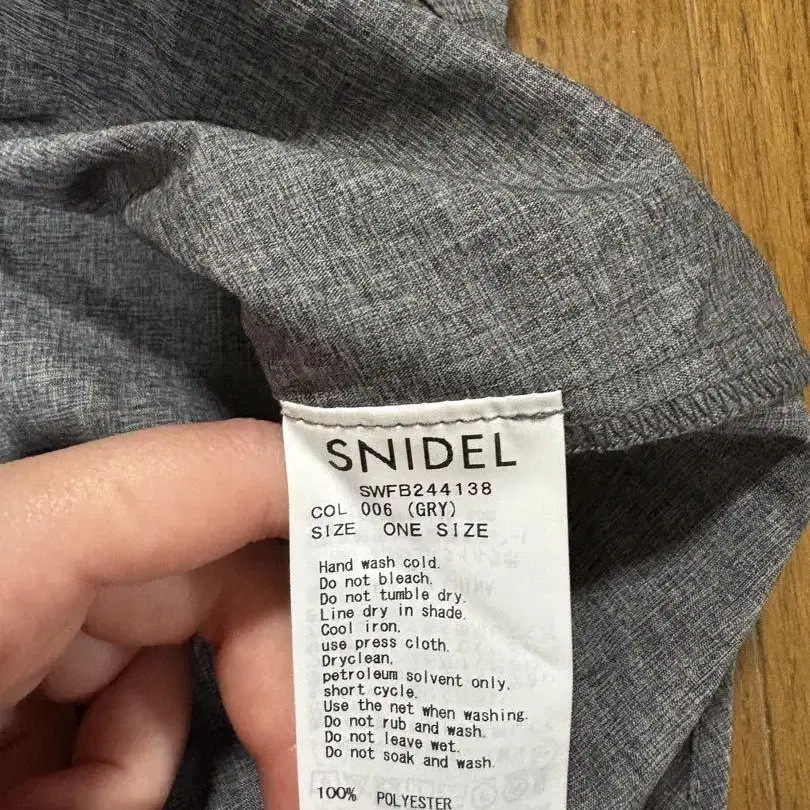 SNIDEL
SWFB244138
COL 006 (GRY)
SIZE ONE SIZE
Hand wash cold.
Do not bleach.
Do not tumble dry.
Line dry in shade.
Cool iron.
use press cloth.
Dryclean,
petroleum solvent only.
short cycle.
Use the net when washing.
Do not rub and wash.
Do not leave wet.
Do not soak and wash.
100% POLYESTER